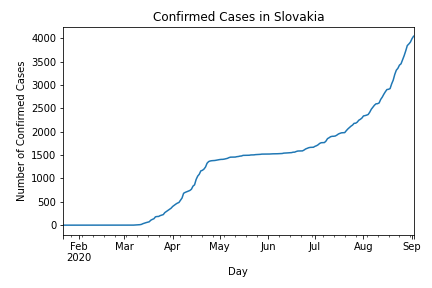 Confirmed Cases in Slovakia
Number of Confirmed Cases
4000
3500
3000
2500
2000
1500
1000
500
0
Feb Mar Apr May Jun Jul Aug Sep
2020
Day